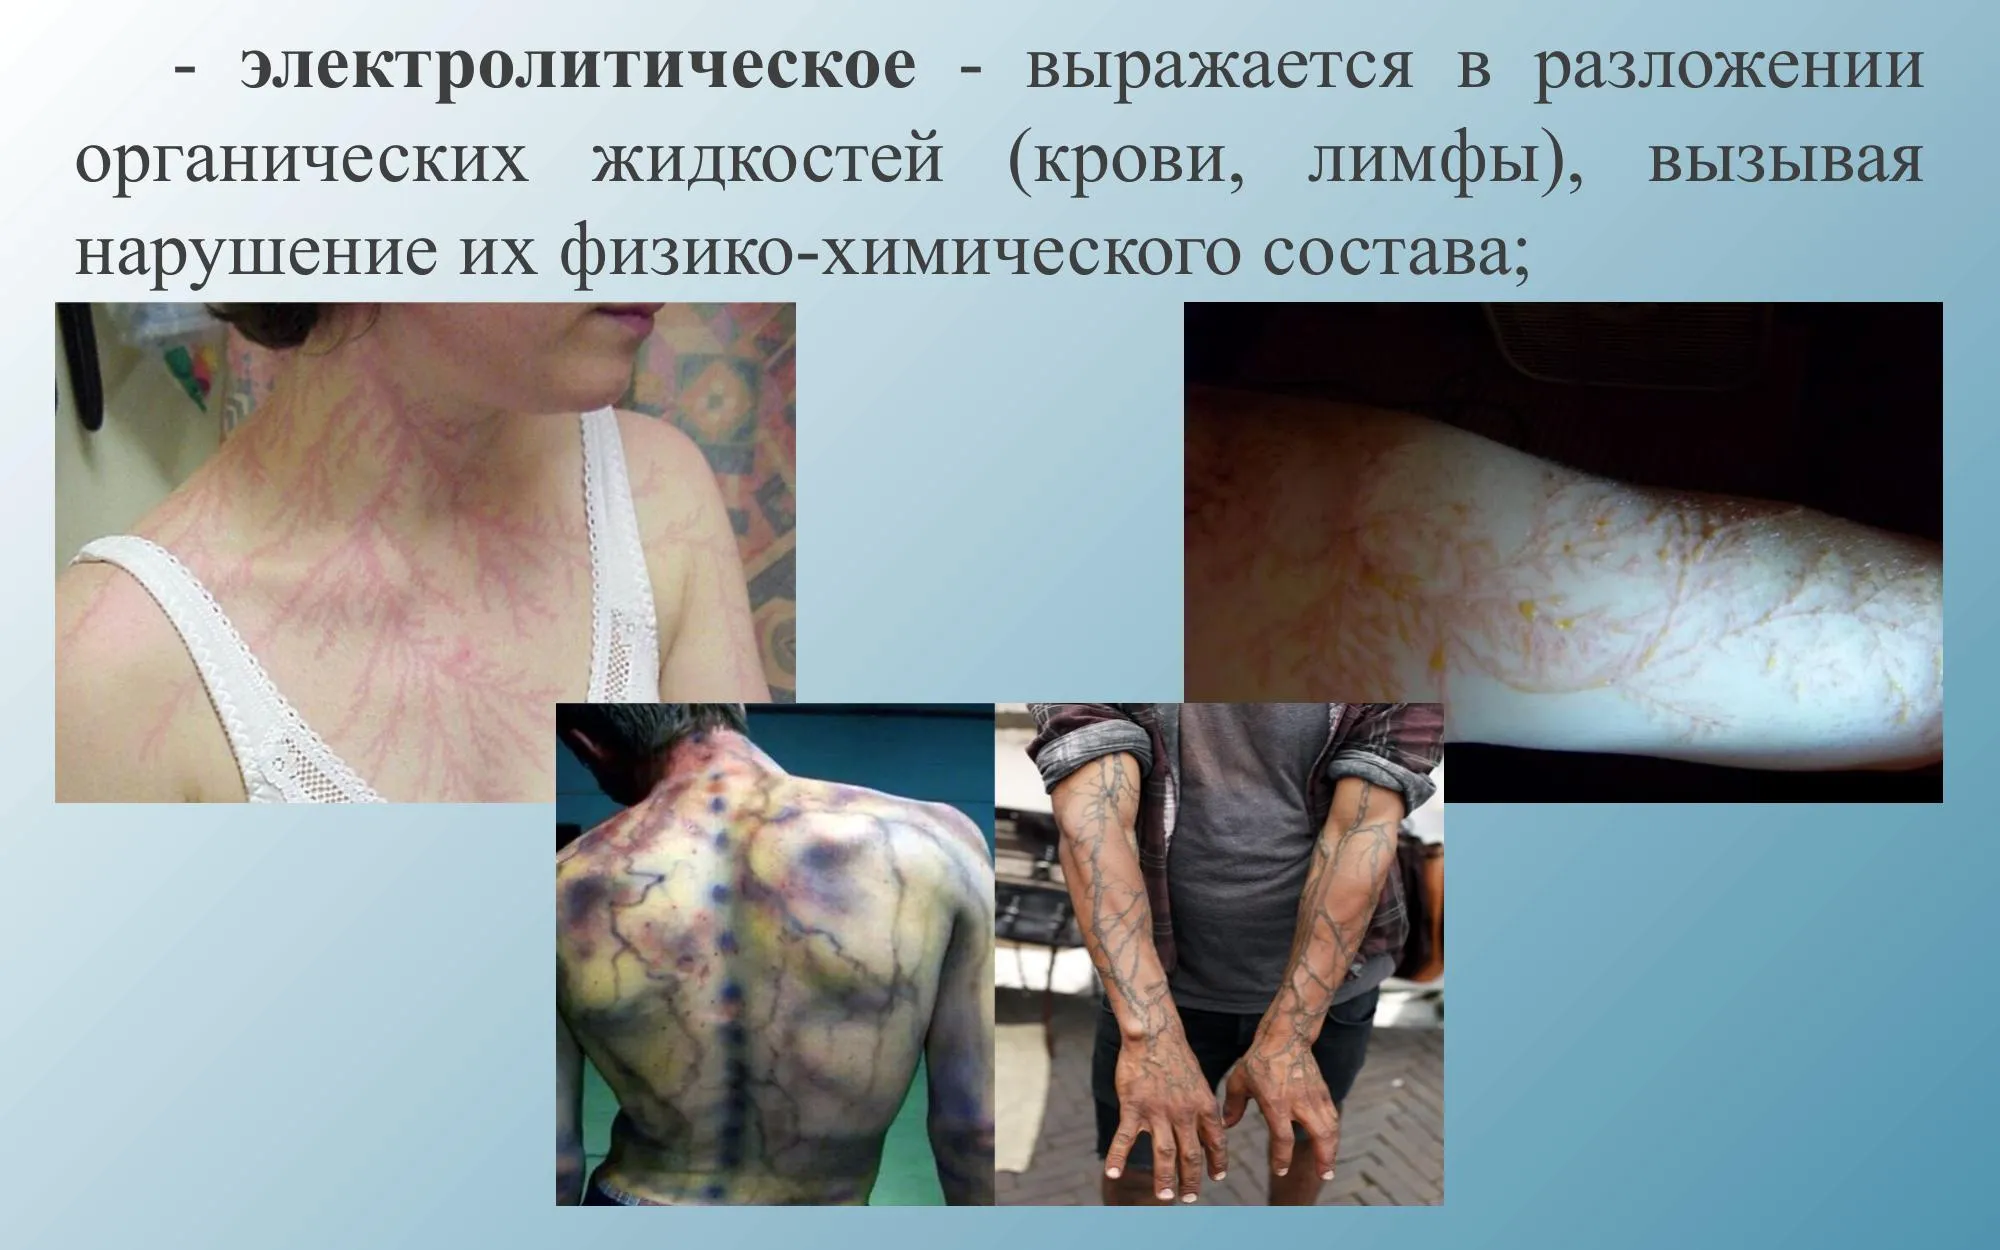 - электролитическое - выражается в разложении
органических жидкостей (крови, лимфы), вызывая
нарушение их физико-химического состава;